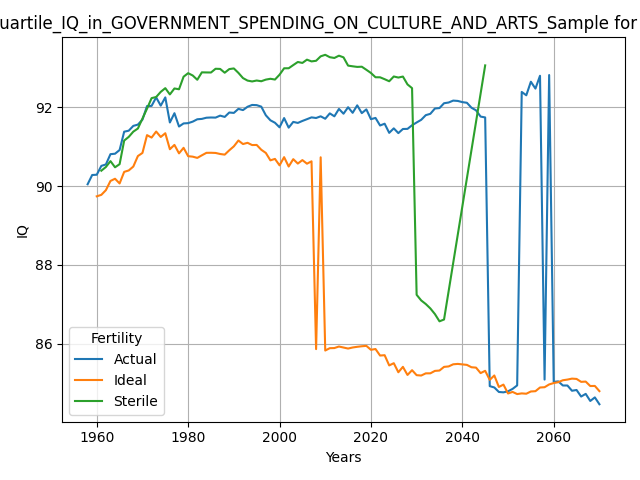 uartile_IQ_in_GOVERNMENT_SPENDING_ON_CULTURE_AND_ARTS_Sample for
IQ
92
90
88
86
Fertility
Actual
Ideal
Sterile
1960 1980 2000 2020 2040 2060
Years